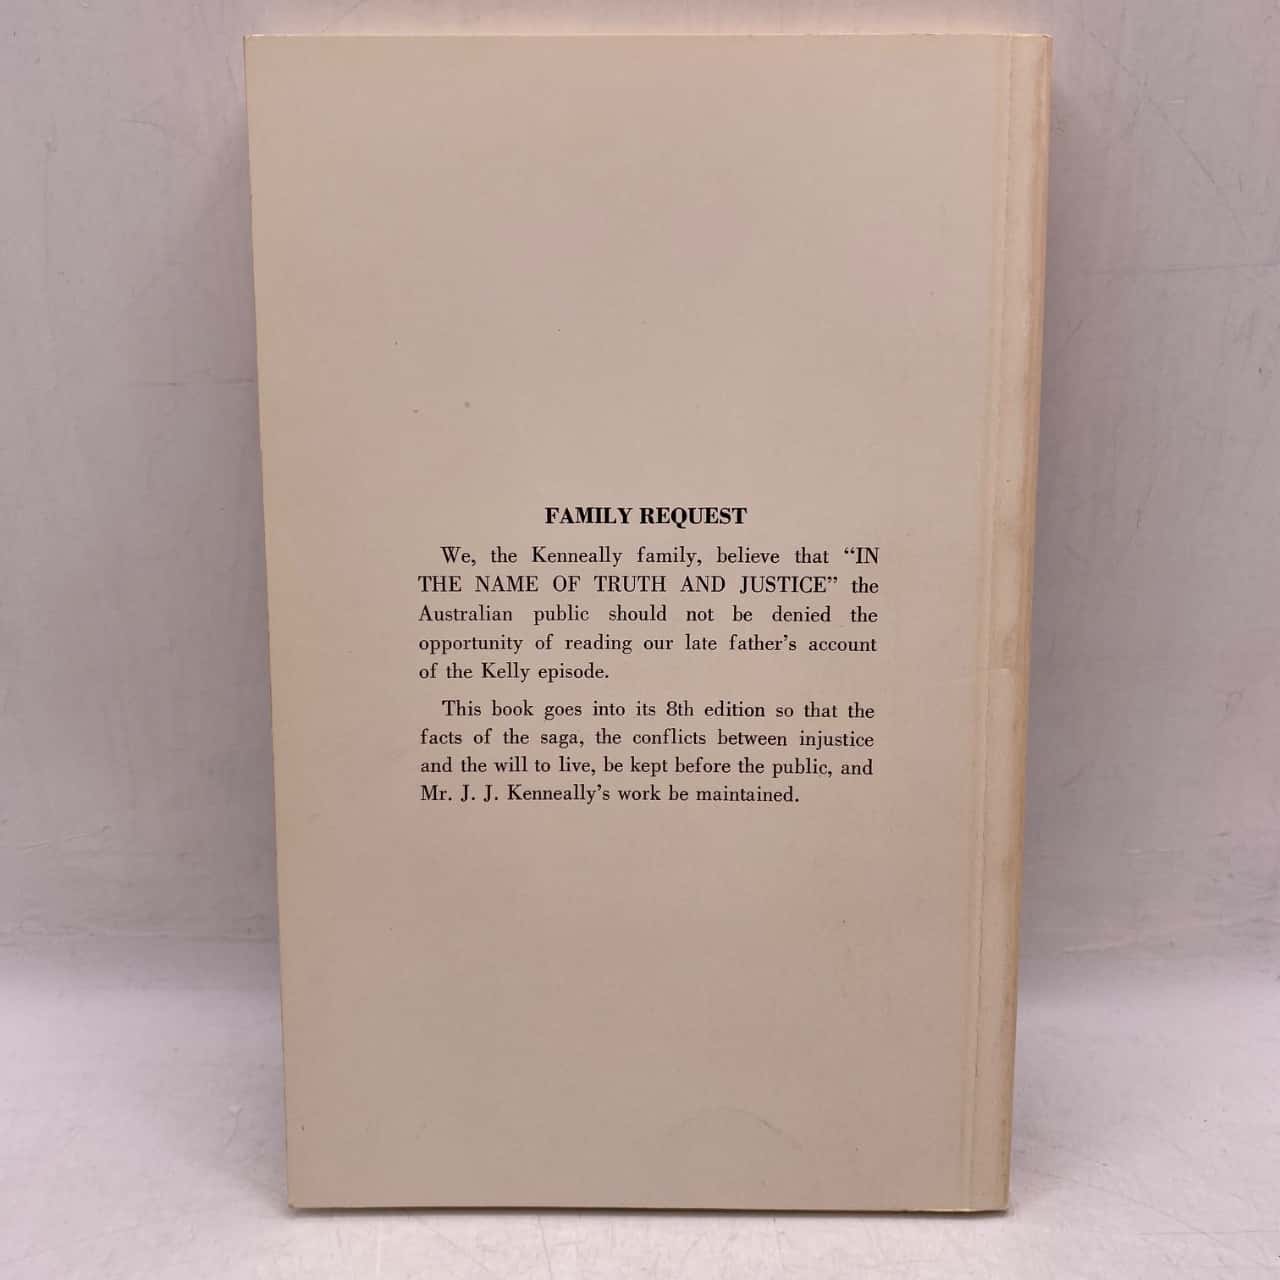 FAMILY REQUEST
We, the Kenneally family, believe that “IN
THE NAME OF TRUTH AND JUSTICE” the
Australian public should not be denied the
opportunity of reading our late father’s account
of the Kelly episode.
This book goes into its 8th edition so that the
facts of the saga, the conflicts between injustice
and the will to live, be kept before the public, and
Mr. J. J. Kenneally’s work be maintained.